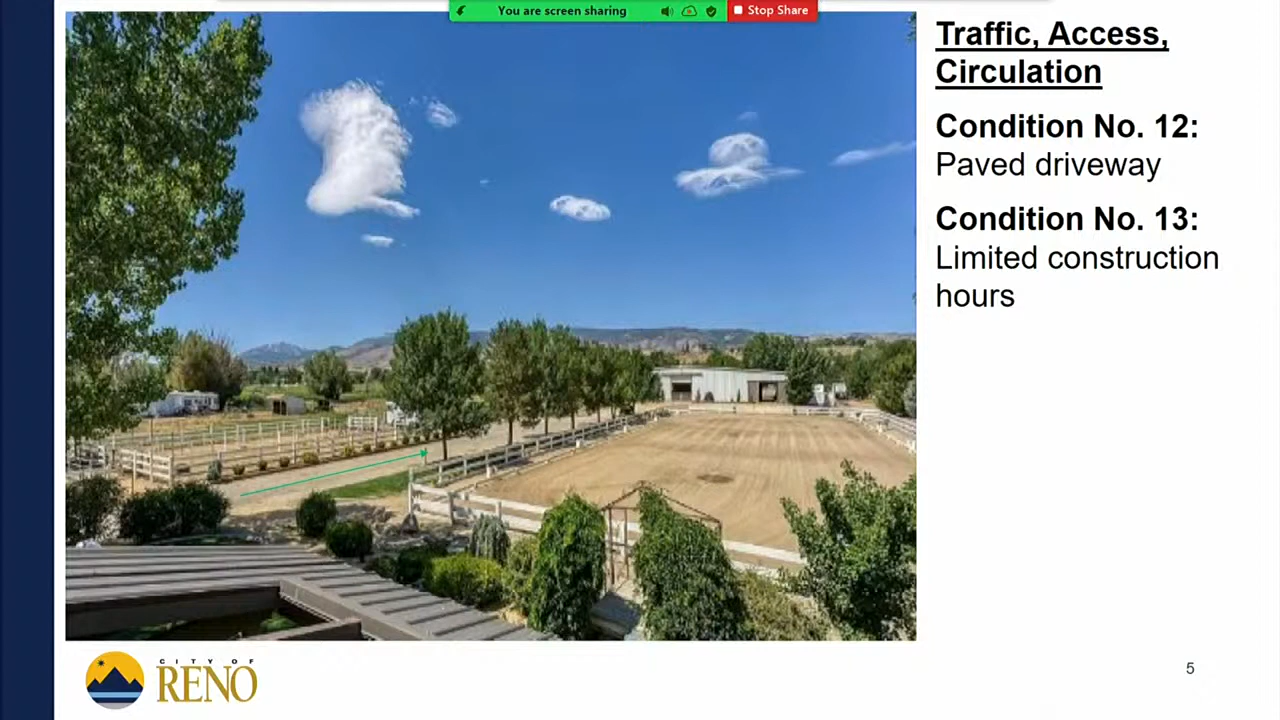 You are screen sharing
Stop Share
Traffic, Access,
Circulation
Condition No. 12:
Paved driveway
Condition No. 13:
Limited construction
hours
CITY OF
RENO
5